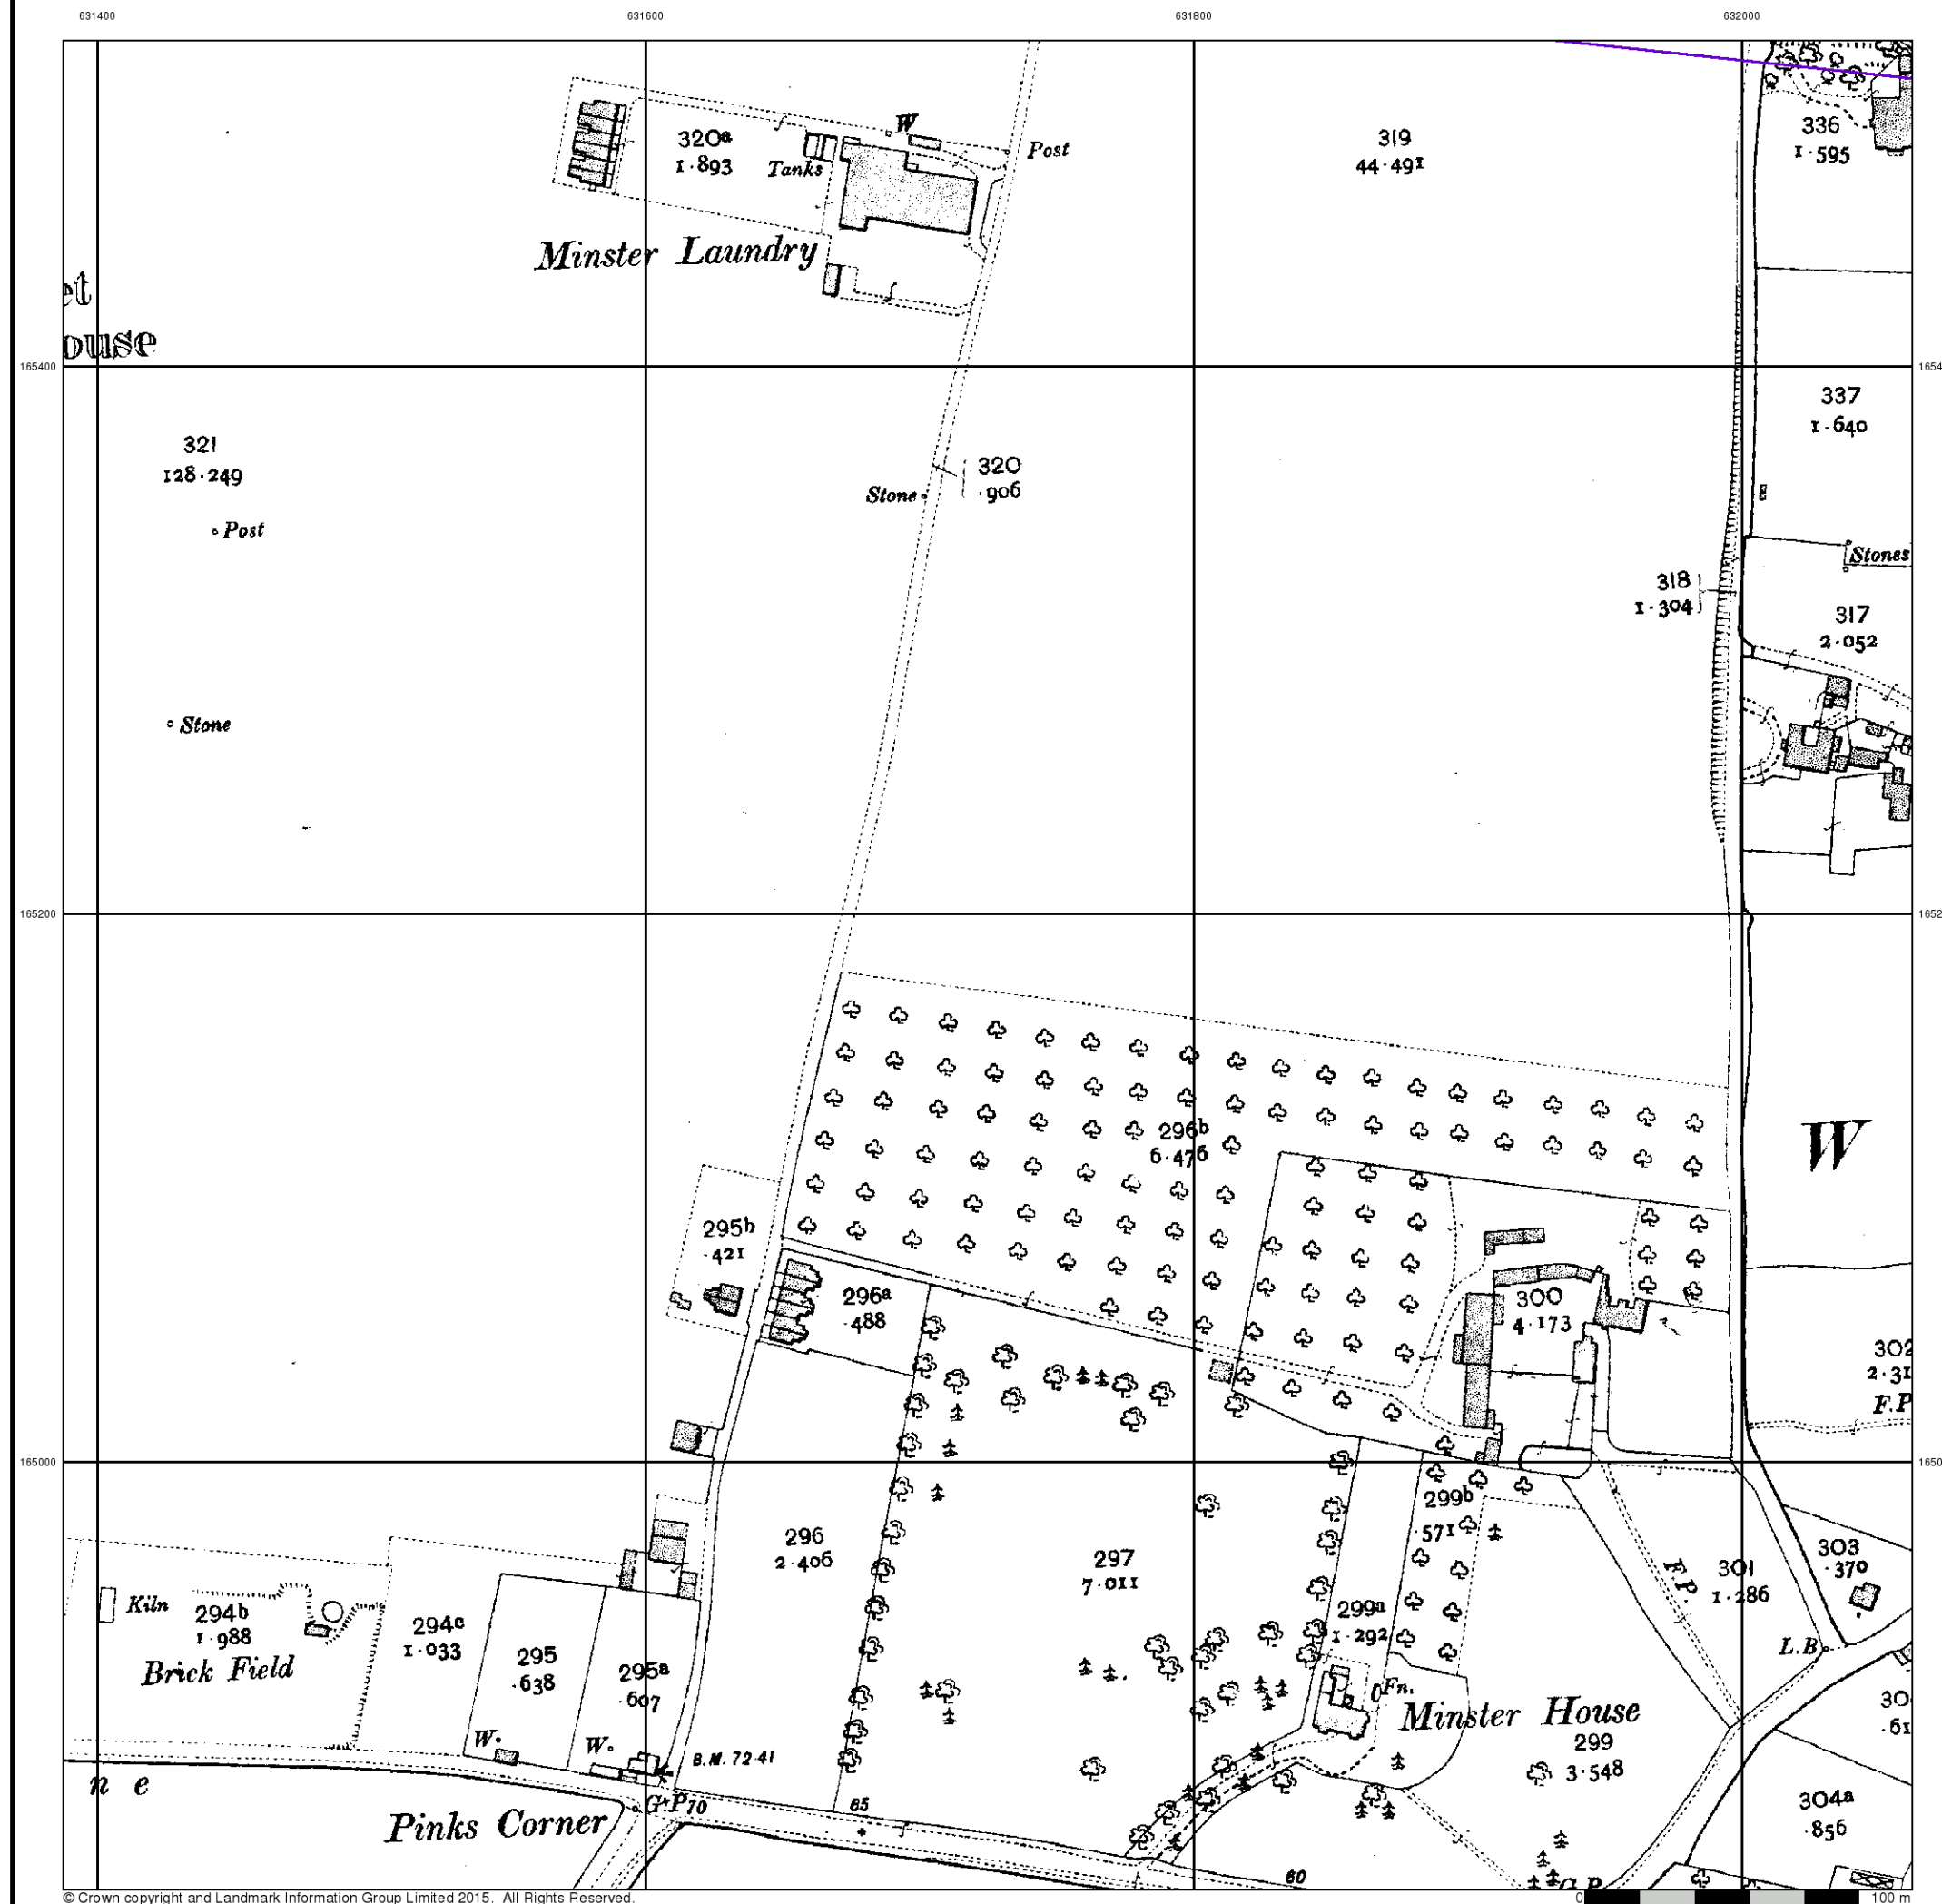 631400 631600 631800 632000
W
320a
1·893
Tanks
Post
319
44·491
336
1·595
Minster Laundry
et
ouse
165400
1654
337
1·640
321
128·249
Post
320
·906
Stone
Stones
318
1·304
317
2·052
Stone
165200
1652
W
296b
6·476
295b
·421
296a
·488
300
4·173
302
2·31
F.P
165000
1650
299b
·571
296
2·406
297
7·011
F.P.
301
1·286
303
·370
Kiln
294b
1·988
Brick Field
294c
1·033
295
·638
295a
·607
299a
1·292
L.B
Fn.
Minster House
299
3·548
30
·61
W.
W.
B.M. 72·41
n e
Pinks Corner
G.P 70
65
304a
·856
60
G.P
© Crown copyright and Landmark Information Group Limited 2015. All Rights Reserved.
0 100 m